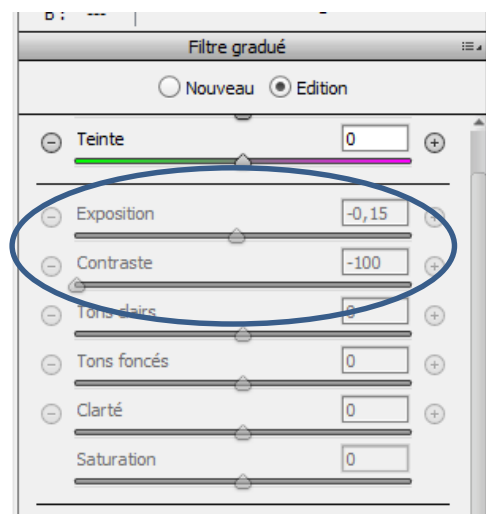 B : ---
Filtre gradué
Nouveau Edition
Teinte 0
Exposition -0,15
Contraste -100
Tons clairs 0
Tons foncés 0
Clarté 0
Saturation 0